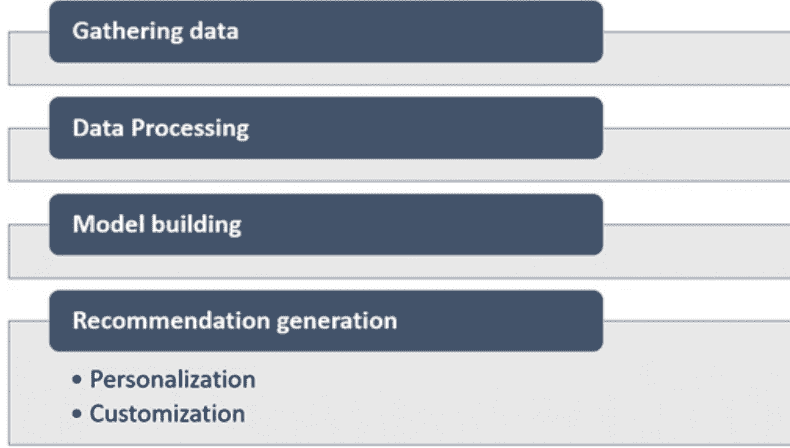 Gathering data
Data Processing
Model building
Recommendation generation
• Personalization
• Customization